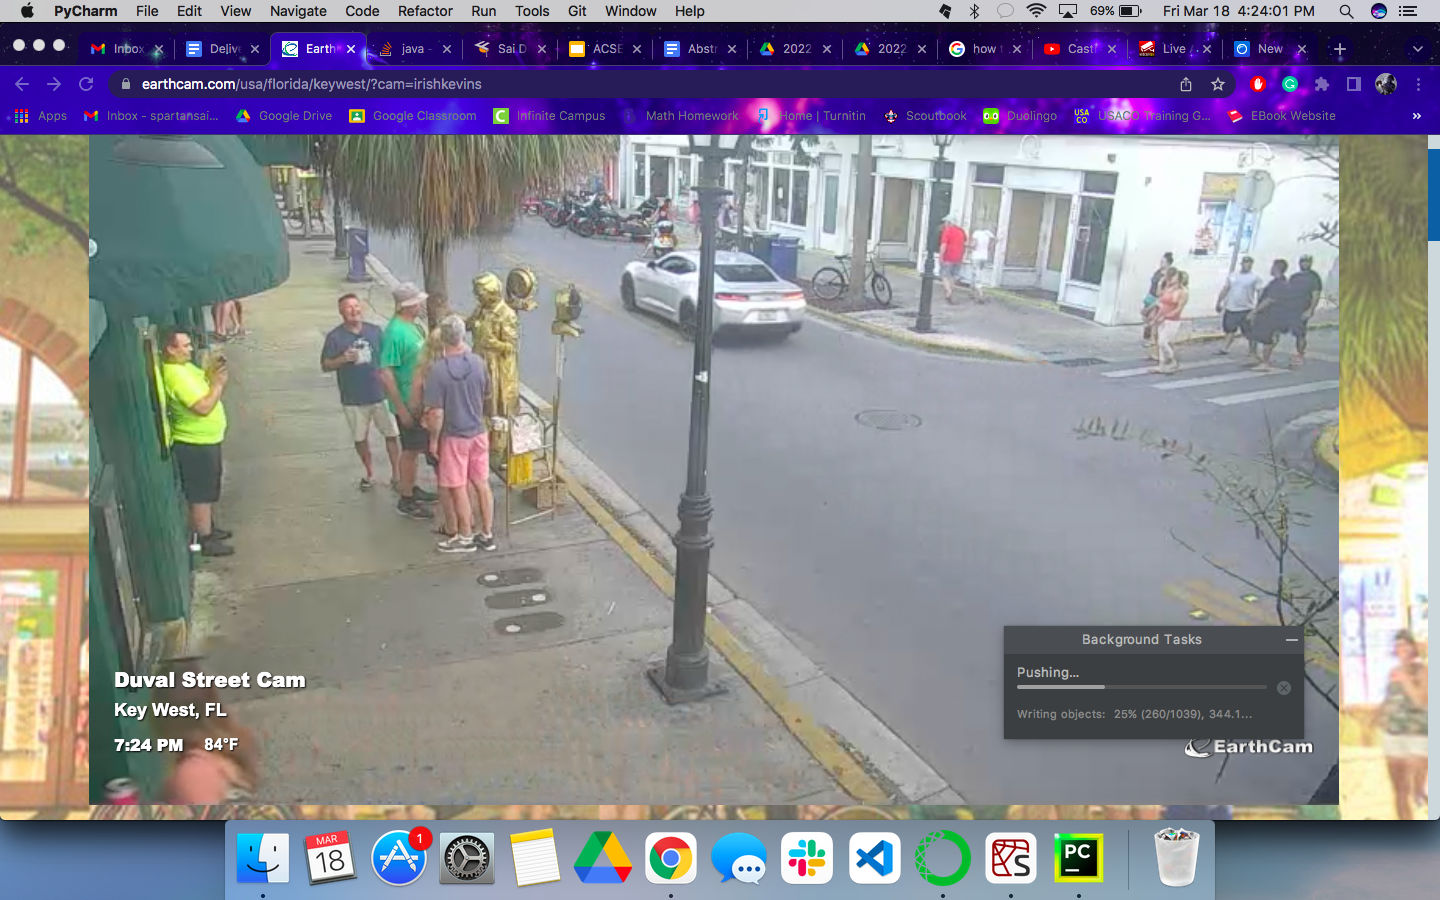 PyCharm File Edit View Navigate Code Refactor Run Tools Git Window Help 69% Fri Mar 18 4:24:01 PM
Inbox Delive Earth java - Sai D ACSE Abstr 2022 2022 how t Cast Live / New
earthcam.com/usa/florida/keywest/?cam=irishkevins
Apps Inbox - spartansai... Google Drive Google Classroom Infinite Campus Math Homework Home | Turnitin Scoutbook Duolingo USACO Training G... EBook Website »
Background Tasks
Pushing...
Writing objects: 25% (260/1039), 344.1...
Duval Street Cam
Key West, FL
7:24 PM 84°F
EarthCam
MAR
18
1
PC